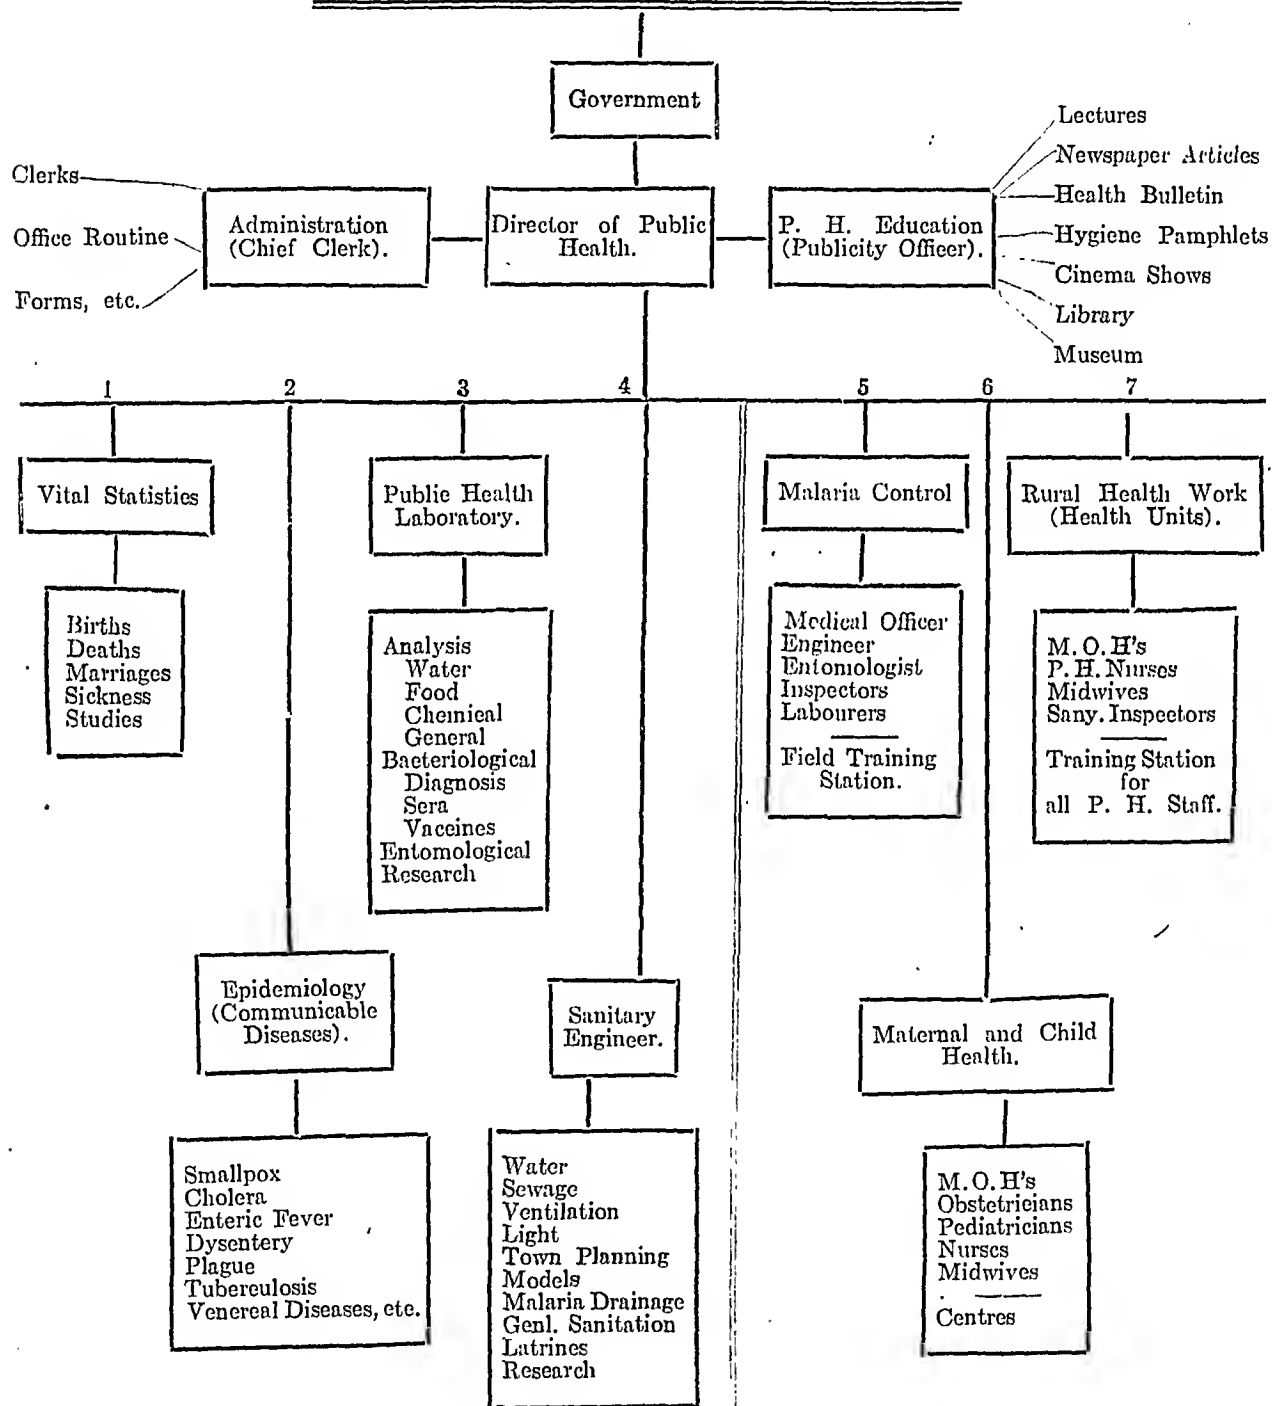 Government
Lectures
Newspaper Articles
Health Bulletin
Hygiene Pamphlets
Cinema Shows
Library
Museum
Clerks
Office Routine
Forms, etc.
Administration
(Chief Clerk).
Director of Public
Health.
P. H. Education
(Publicity Officer).
1
2
3
4
5
6
7
Vital Statistics
Births
Deaths
Marriages
Sickness
Studies
Epidemiology
(Communicable
Diseases).
Smallpox
Cholera
Enteric Fever
Dysentery
Plague
Tuberculosis
Venereal Diseases, etc.
Public Health
Laboratory.
Analysis
Water
Food
Chemical
General
Bacteriological
Diagnosis
Sera
Vaccines
Entomological
Research
Sanitary
Engineer.
Water
Sewage
Ventilation
Light
Town Planning
Models
Malaria Drainage
Genl. Sanitation
Latrines
Research
Malaria Control
Medical Officer
Engineer
Entomologist
Inspectors
Labourers
Field Training
Station.
Maternal and Child
Health.
M. O. H's
Obstetricians
Pediatricians
Nurses
Midwives
Centres
Rural Health Work
(Health Units).
M. O. H's
P. H. Nurses
Midwives
Sany. Inspectors
Training Station
for
all P. H. Staff.